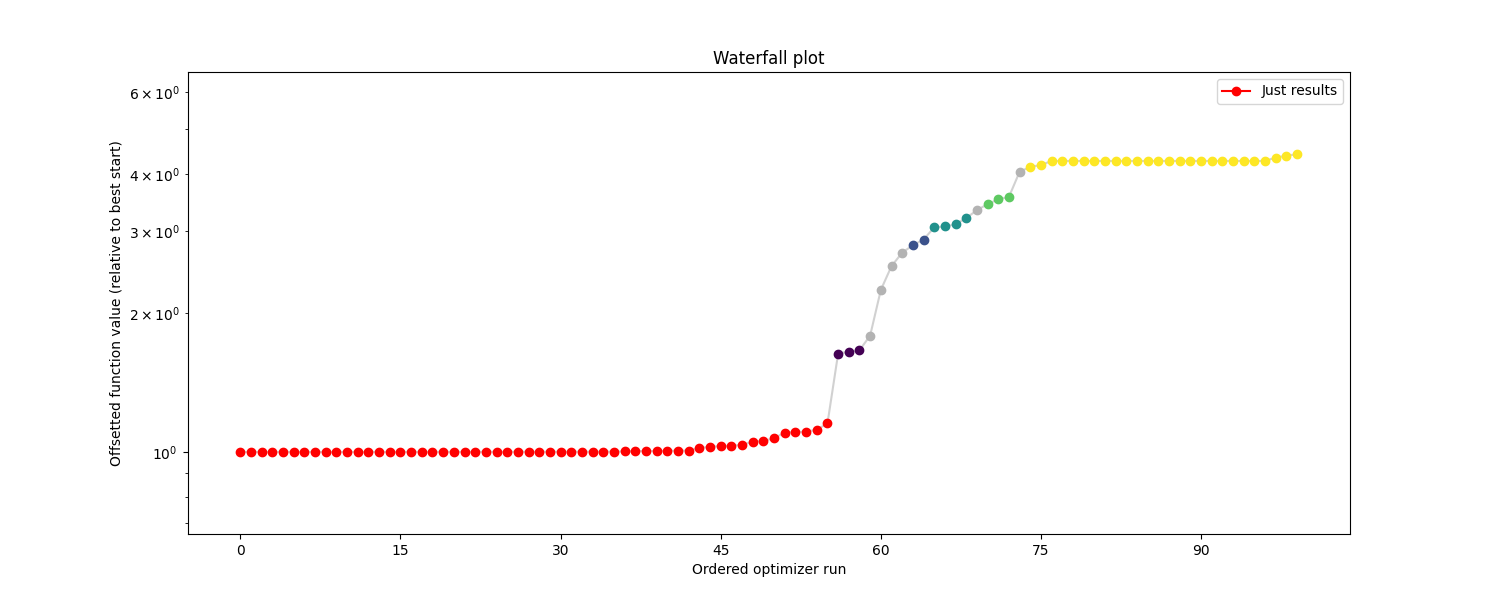 Waterfall plot
Just results
Offsetted function value (relative to best start)
6 × 10⁰
4 × 10⁰
3 × 10⁰
2 × 10⁰
10⁰
0 15 30 45 60 75 90
Ordered optimizer run